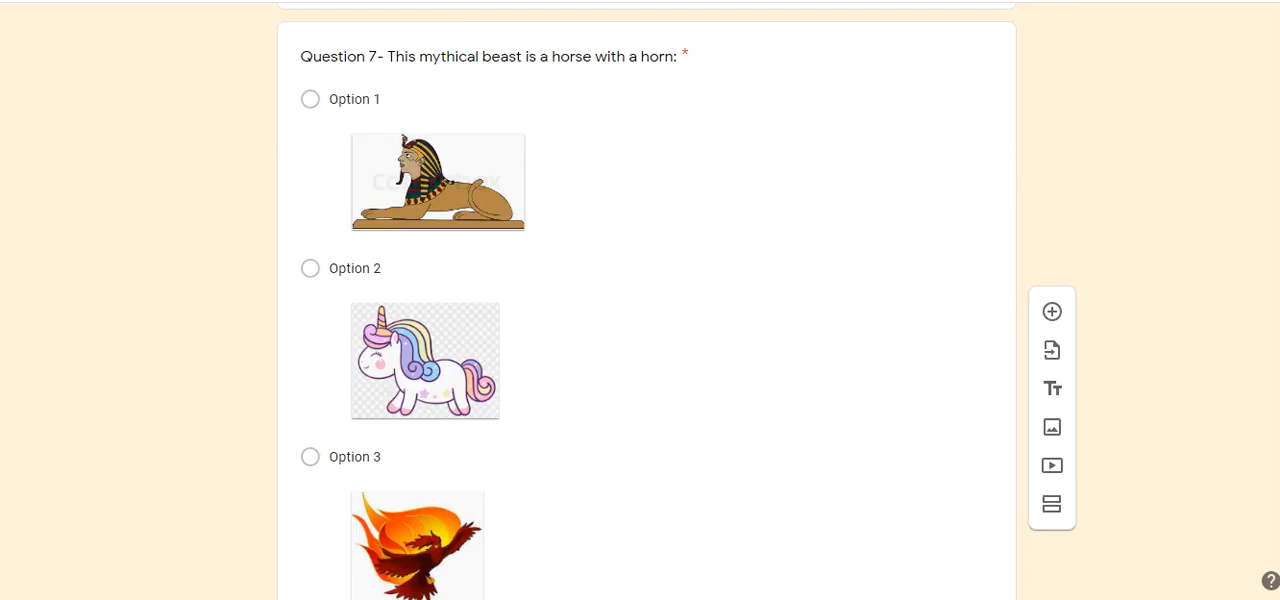 Question 7- This mythical beast is a horse with a horn: *
Option 1
Option 2
Option 3